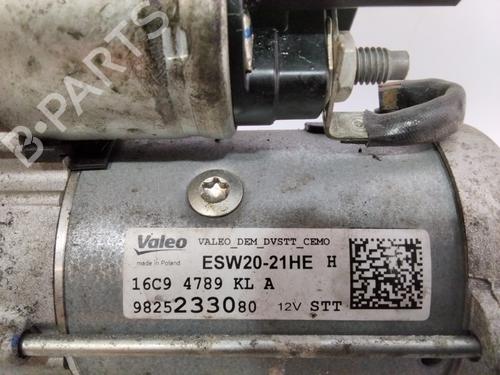 B-PARTS
Valeo VALEO_DEM_DVSTT_CEMO
made in Poland ESW20-21HE H
16C9 4789 KL A
9825233080 12V STT